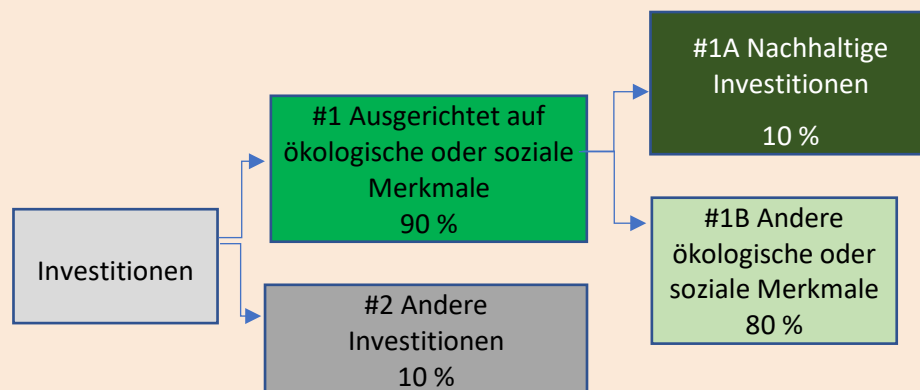 Investitionen
#1 Ausgerichtet auf
ökologische oder soziale
Merkmale
90 %
#2 Andere
Investitionen
10 %
#1A Nachhaltige
Investitionen
10 %
#1B Andere
ökologische oder
soziale Merkmale
80 %